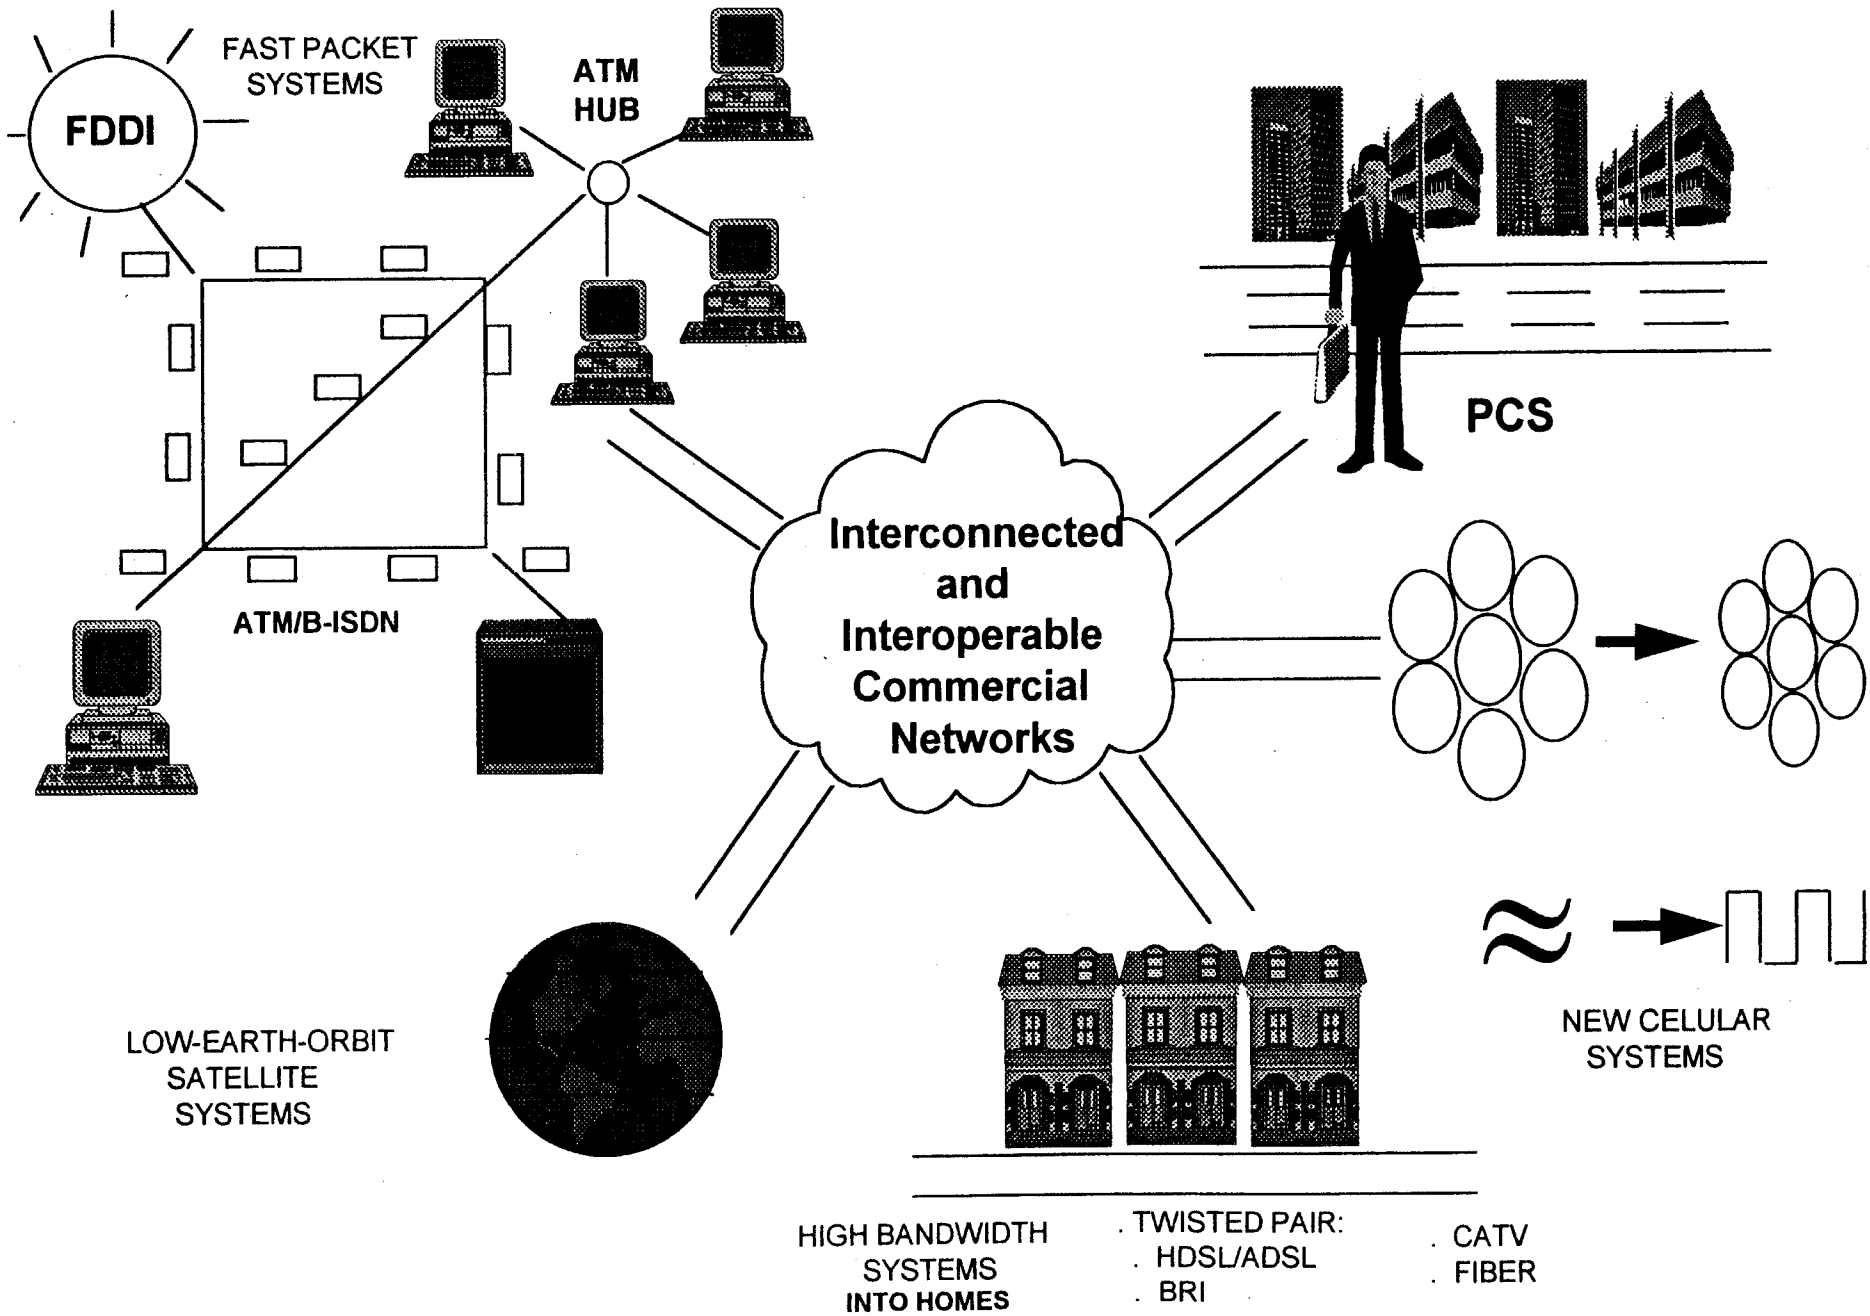 FAST PACKET
SYSTEMS
FDDI
ATM
HUB
ATM/B-ISDN
PCS
Interconnected
and
Interoperable
Commercial
Networks
LOW-EARTH-ORBIT
SATELLITE
SYSTEMS
NEW CELULAR
SYSTEMS
HIGH BANDWIDTH
SYSTEMS
INTO HOMES
. TWISTED PAIR:
. HDSL/ADSL
. BRI
. CATV
. FIBER